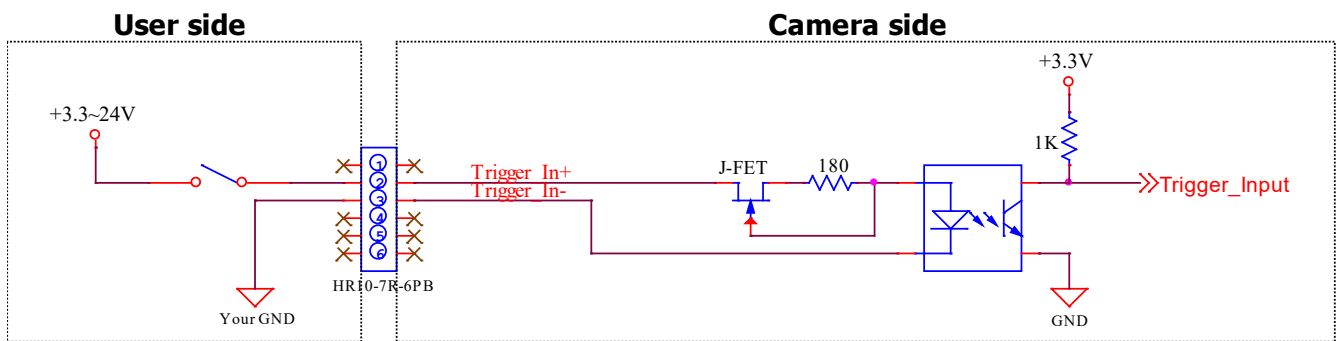 User side
Camera side
+3.3~24V
+3.3V
1K
J-FET
180
Trigger_In+
Trigger_In-
Trigger_Input
1
2
3
4
5
6
HR10-7R-6PB
Your GND
GND